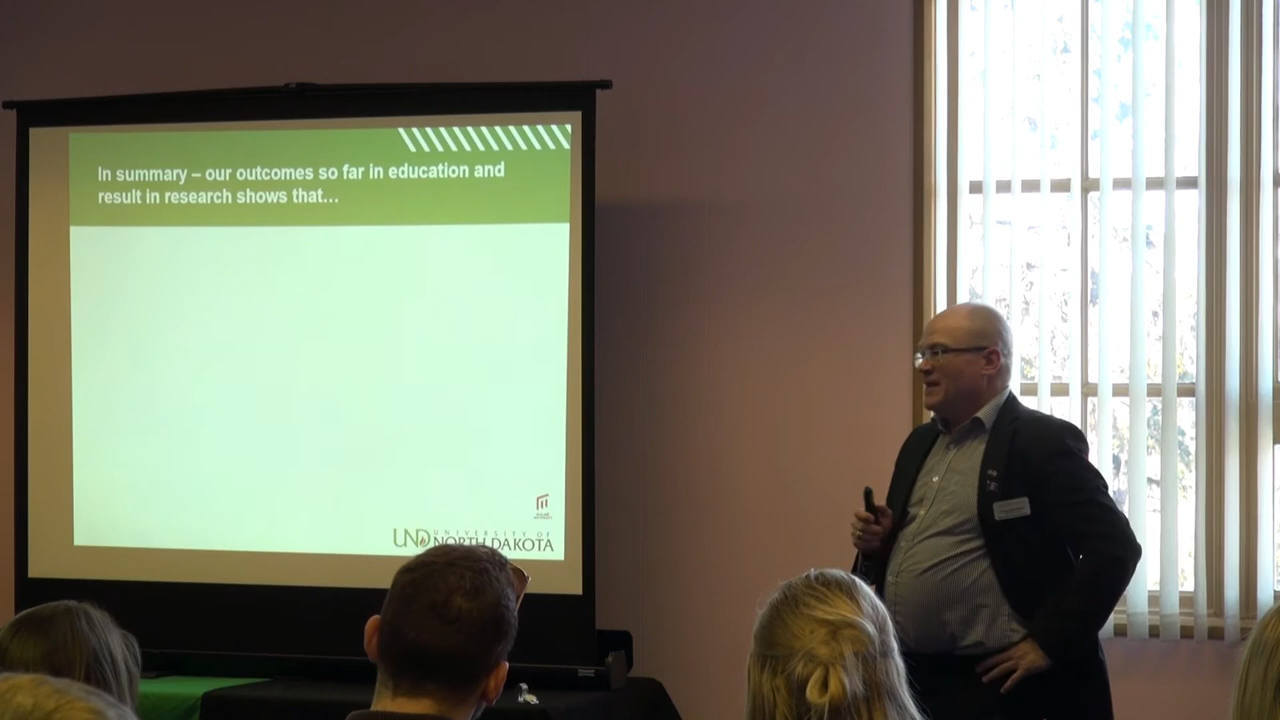 In summary – our outcomes so far in education and
result in research shows that...
UND UNIVERSITY OF
NORTH DAKOTA